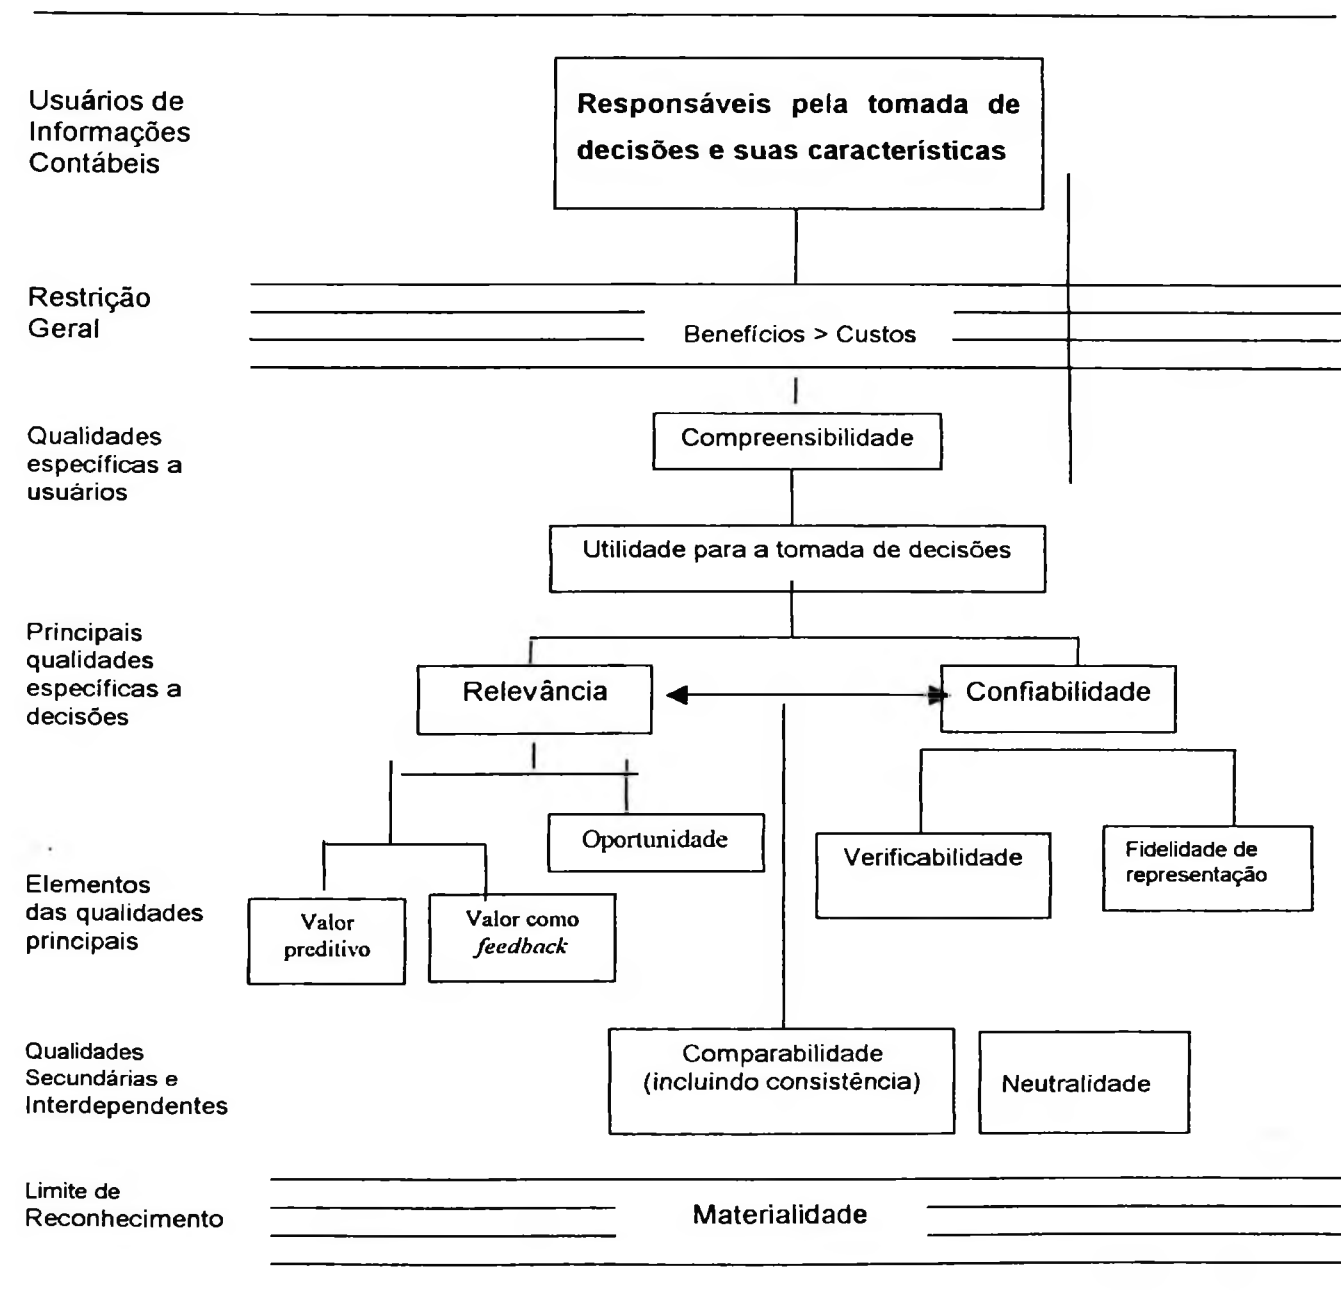 Usuários de
Informações
Contábeis
Responsáveis pela tomada de
decisões e suas características
Restrição
Geral
Benefícios > Custos
Qualidades
específicas a
usuários
Compreensibilidade
Utilidade para a tomada de decisões
Principais
qualidades
específicas a
decisões
Relevância
Confiabilidade
Oportunidade
Verificabilidade
Fidelidade de
representação
Elementos
das qualidades
principais
Valor
preditivo
Valor como
feedback
Qualidades
Secundárias e
Interdependentes
Comparabilidade
(incluindo consistência)
Neutralidade
Limite de
Reconhecimento
Materialidade